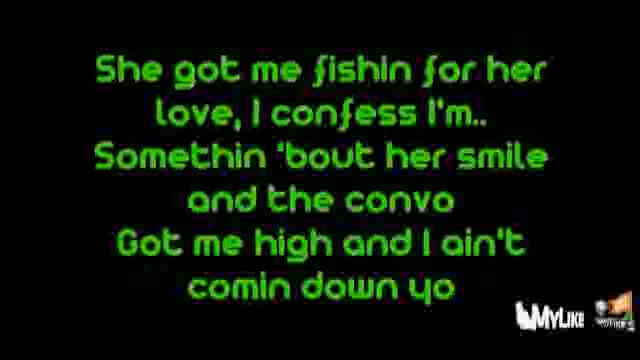 She got me fishin for her
love, I confess I'm..
Somethin 'bout her smile
and the convo
Got me high and I ain't
comin down yo
MYLIKE